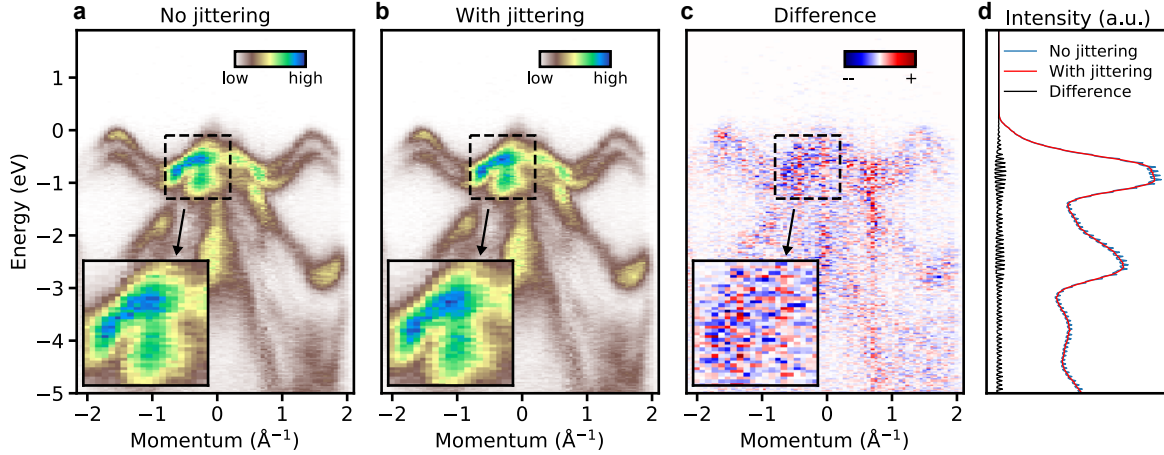 a No jittering
b With jittering
c Difference
d Intensity (a.u.)
low high
low high
-- +
No jittering
With jittering
Difference
Energy (eV)
1
0
−1
−2
−3
−4
−5
−2 −1 0 1 2
−2 −1 0 1 2
−2 −1 0 1 2
Momentum (Å⁻¹)
Momentum (Å⁻¹)
Momentum (Å⁻¹)